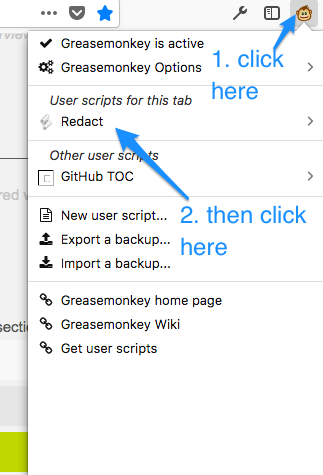 1. click
here
Greasemonkey is active
Greasemonkey Options
User scripts for this tab
Redact
Other user scripts
GitHub TOC
2. then click
here
New user script...
Export a backup...
Import a backup...
Greasemonkey home page
Greasemonkey Wiki
Get user scripts